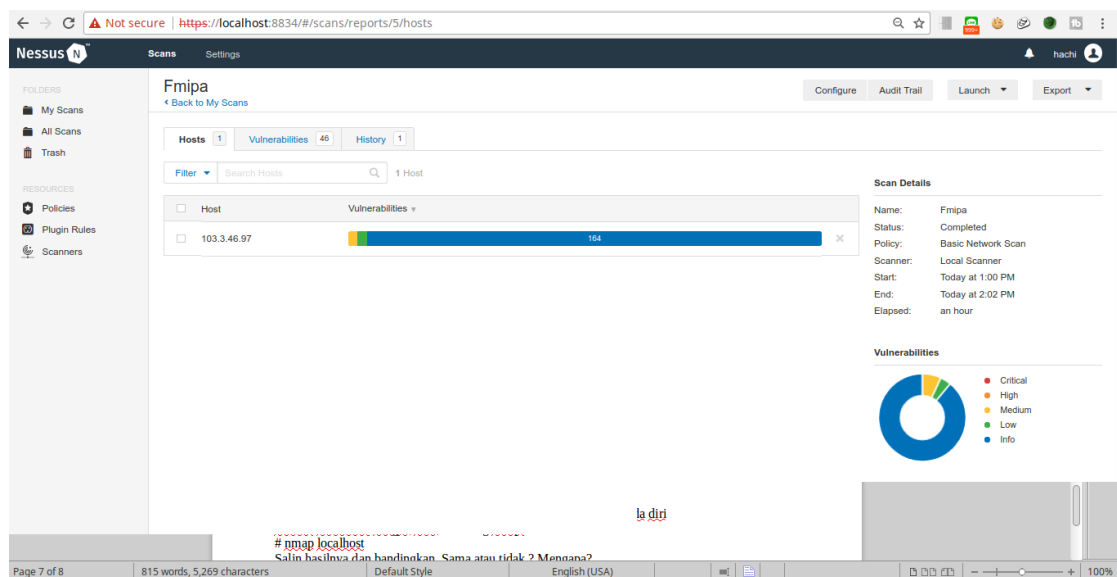 Not secure | https://localhost:8834/#/scans/reports/5/hosts
999+
Nessus N Scans Settings hachi
FOLDERS
My Scans
All Scans
Trash
RESOURCES
Policies
Plugin Rules
Scanners
Fmipa
Back to My Scans
Configure Audit Trail Launch Export
Hosts 1 Vulnerabilities 46 History 1
Filter Search Hosts 1 Host
Host Vulnerabilities
103.3.46.97 164
Scan Details
Name: Fmipa
Status: Completed
Policy: Basic Network Scan
Scanner: Local Scanner
Start: Today at 1:00 PM
End: Today at 2:02 PM
Elapsed: an hour
Vulnerabilities
Critical
High
Medium
Low
Info
la diri
# nmap localhost
Salin hasilnya dan bandingkan. Sama atau tidak ? Mengapa?
Page 7 of 8 815 words, 5,269 characters Default Style English (USA) 100%